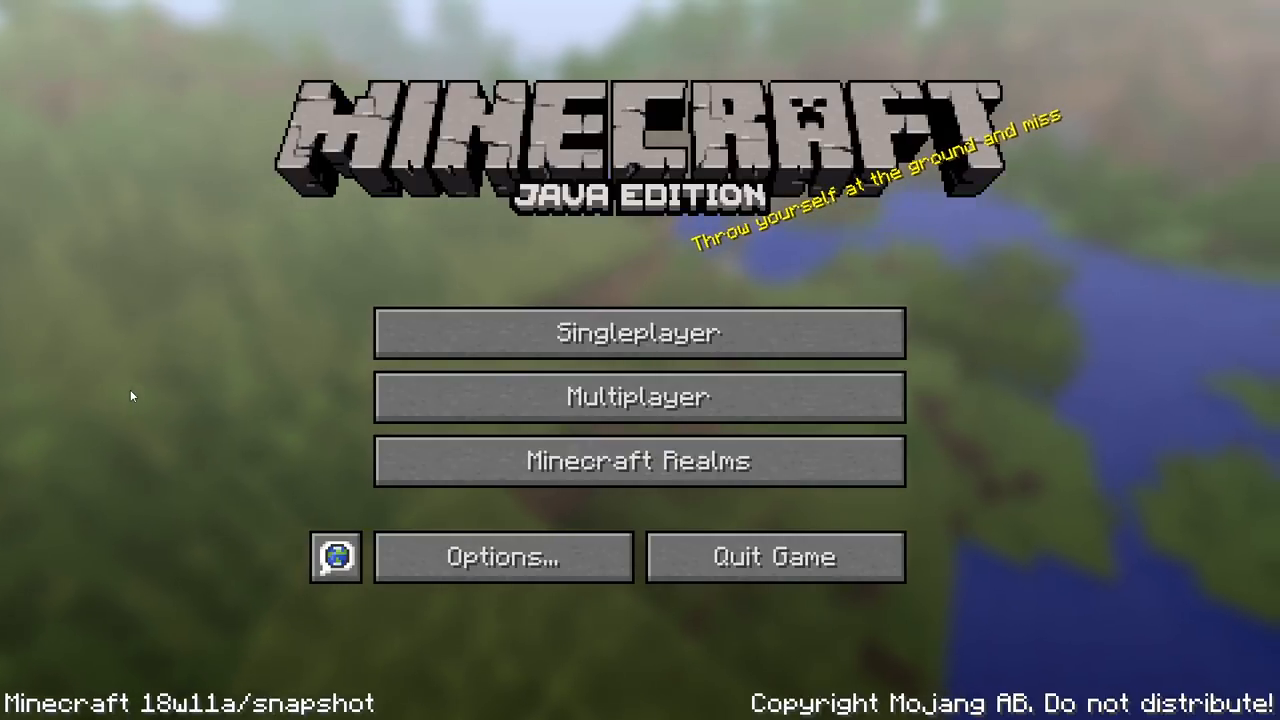 MINECRAFT
JAVA EDITION
Throw yourself at the ground and miss
Singleplayer
Multiplayer
Minecraft Realms
Options...
Quit Game
Minecraft 18w11a/snapshot
Copyright Mojang AB. Do not distribute!